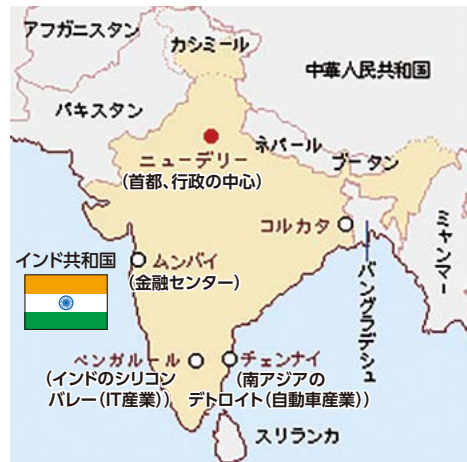 アフガニスタン
カシミール
中華人民共和国
パキスタン
ネパール
ブータン
ニューデリー
(首都、行政の中心)
コルカタ
ミャンマー
バングラデシュ
インド共和国
ムンバイ
(金融センター)
ベンガルール
(インドのシリコン
バレー(IT産業))
チェンナイ
(南アジアの
デトロイト(自動車産業))
スリランカ